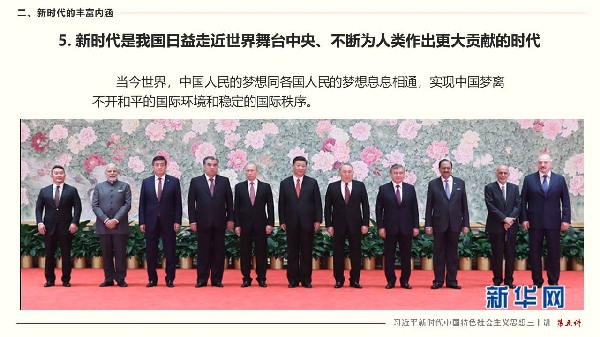 二、新时代的丰富内涵
5. 新时代是我国日益走近世界舞台中央、不断为人类作出更大贡献的时代
当今世界，中国人民的梦想同各国人民的梦想息息相通，实现中国梦离
不开和平的国际环境和稳定的国际秩序。
新华网
习近平新时代中国特色社会主义思想三十讲 第五讲